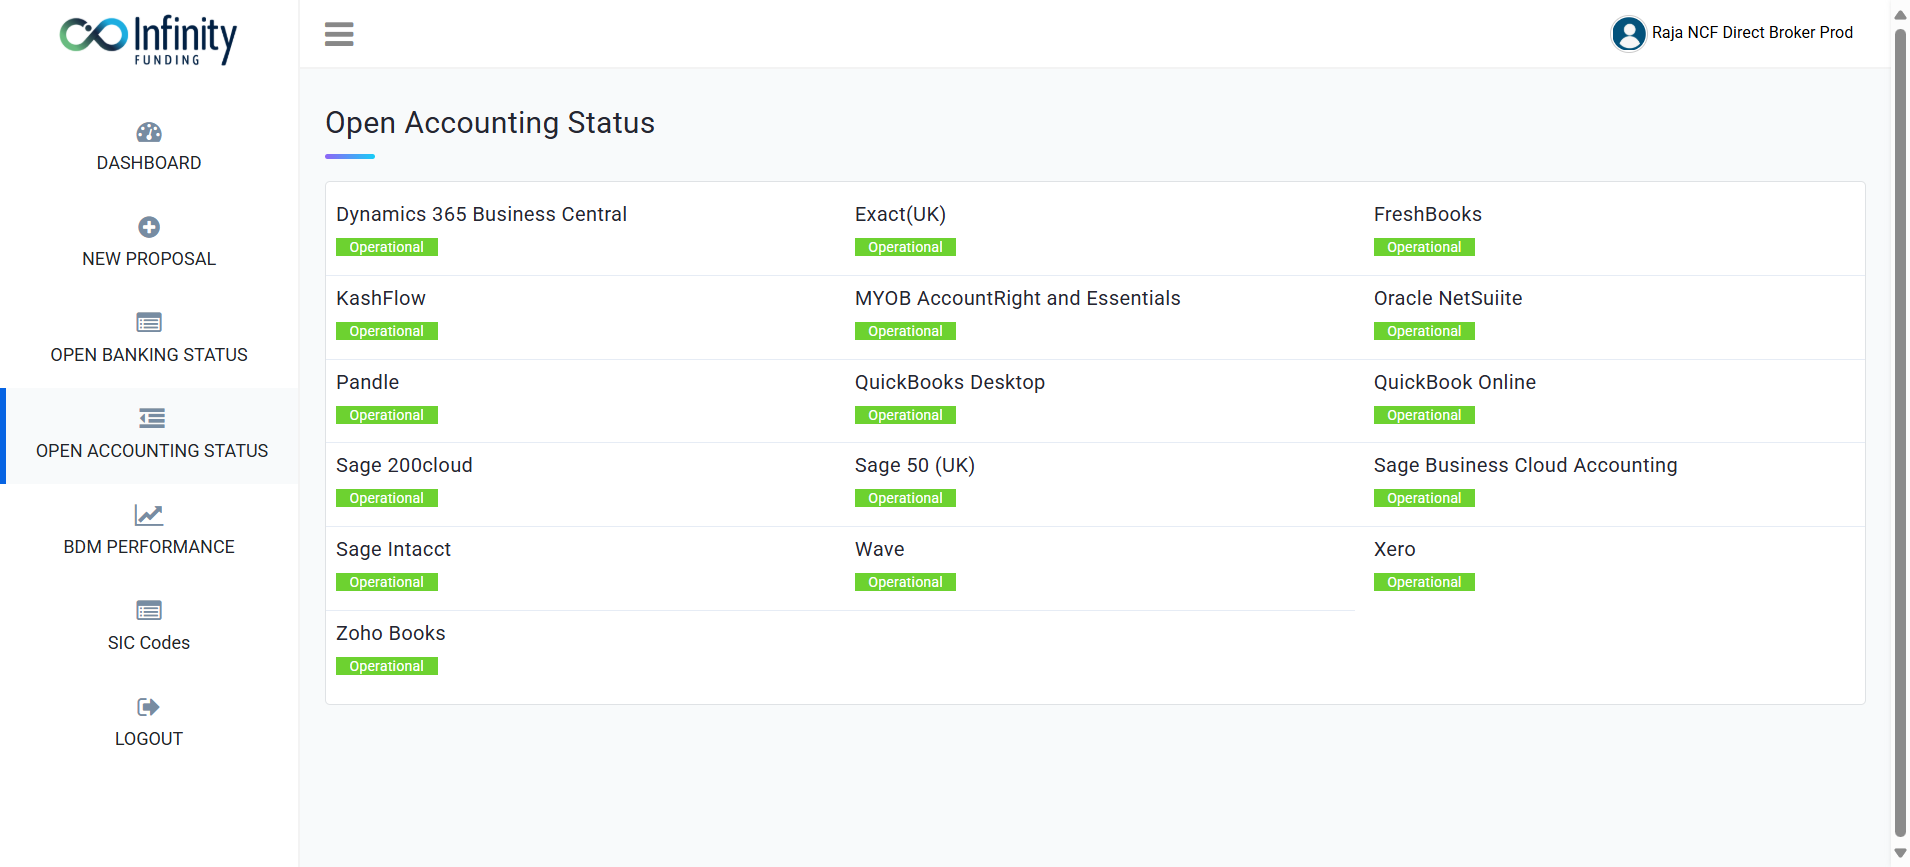 Infinity
FUNDING
Raja NCF Direct Broker Prod
DASHBOARD
NEW PROPOSAL
OPEN BANKING STATUS
OPEN ACCOUNTING STATUS
BDM PERFORMANCE
SIC Codes
LOGOUT
Open Accounting Status
Dynamics 365 Business Central
Operational
Exact(UK)
Operational
FreshBooks
Operational
KashFlow
Operational
MYOB AccountRight and Essentials
Operational
Oracle NetSuiite
Operational
Pandle
Operational
QuickBooks Desktop
Operational
QuickBook Online
Operational
Sage 200cloud
Operational
Sage 50 (UK)
Operational
Sage Business Cloud Accounting
Operational
Sage Intacct
Operational
Wave
Operational
Xero
Operational
Zoho Books
Operational